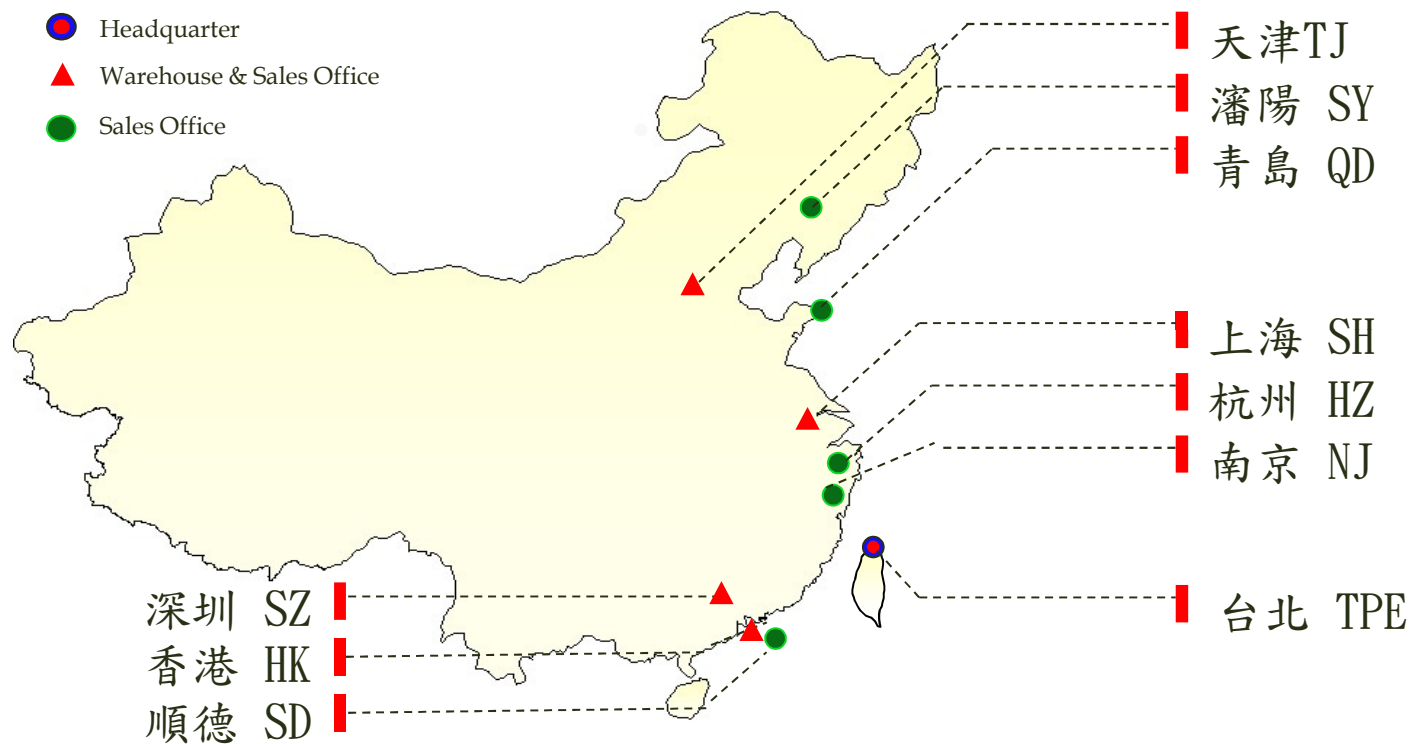 Headquarter
Warehouse & Sales Office
Sales Office
天津TJ
瀋陽 SY
青島 QD
上海 SH
杭州 HZ
南京 NJ
台北 TPE
深圳 SZ
香港 HK
順德 SD